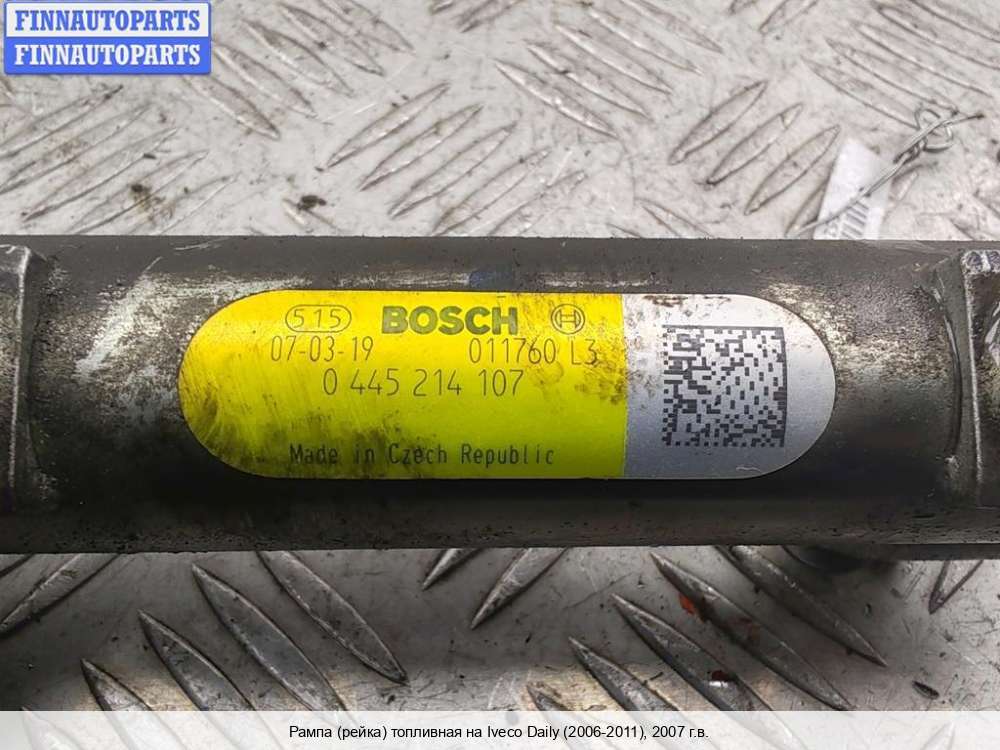 FINNAUTOPARTS
FINNAUTOPARTS
515 BOSCH
07-03-19 011760 L3
0 445 214 107
Made in Czech Republic
Рампа (рейка) топливная на Iveco Daily (2006-2011), 2007 г.в.